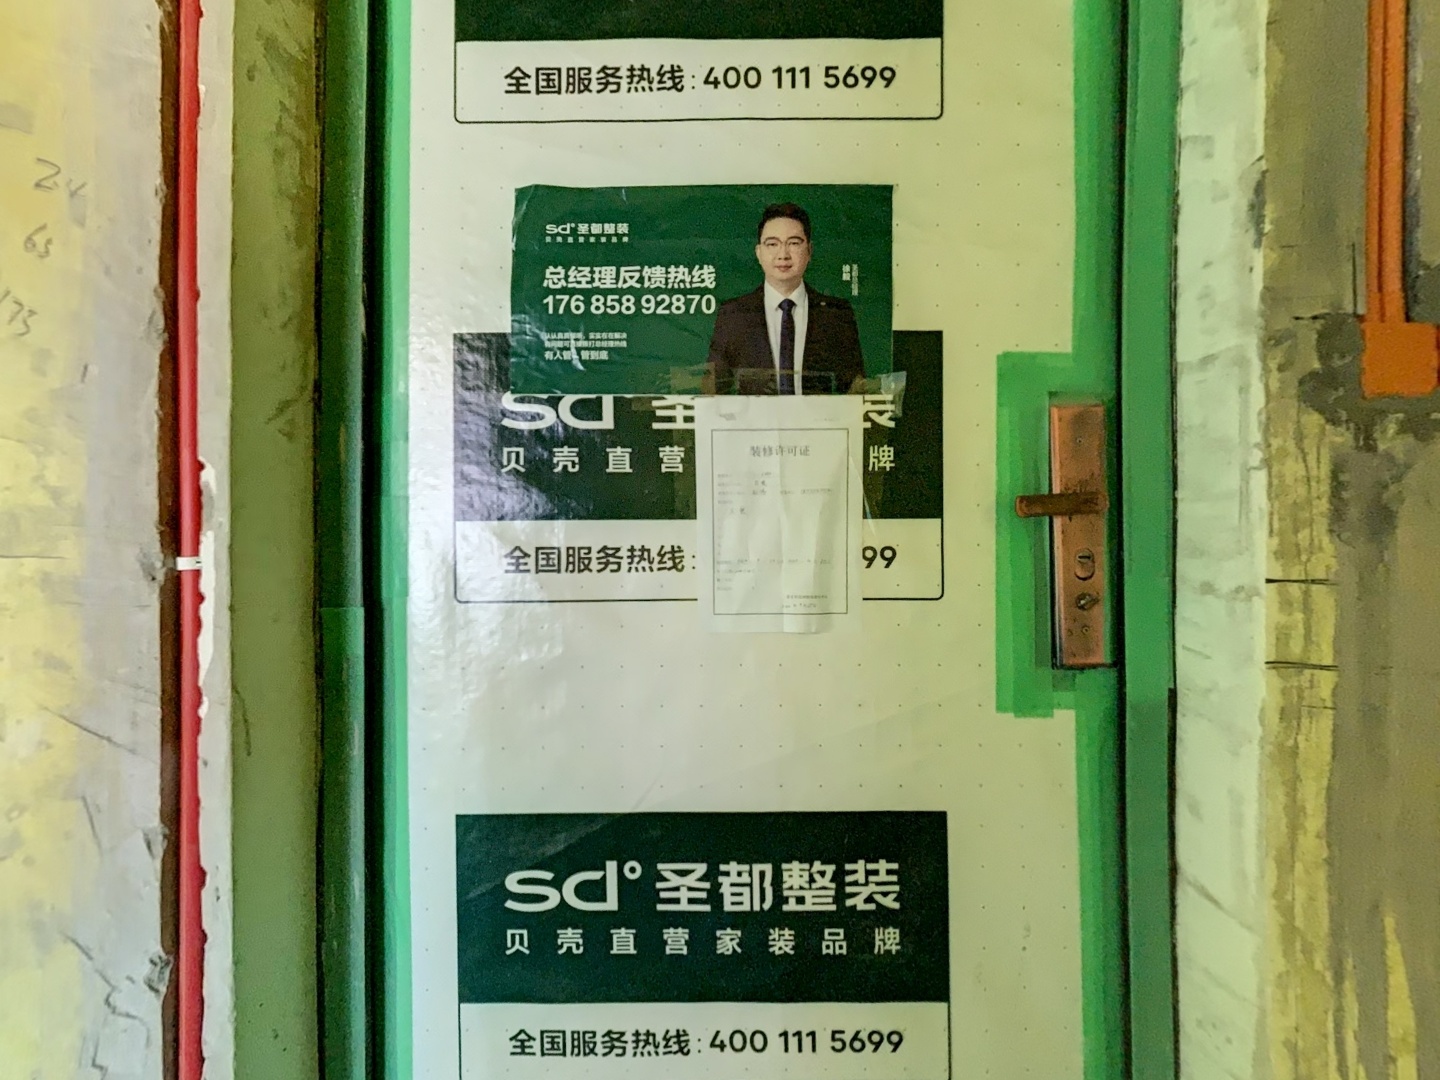 全国服务热线:400 111 5699
sd°圣都整装
贝壳直营家装品牌
总经理反馈热线
176 858 92870
有人管 管到底
sd 圣 装
贝壳直营 牌
全国服务热线: 99
装修许可证
24
65
173
sd°圣都整装
贝壳直营家装品牌
全国服务热线:400 111 5699